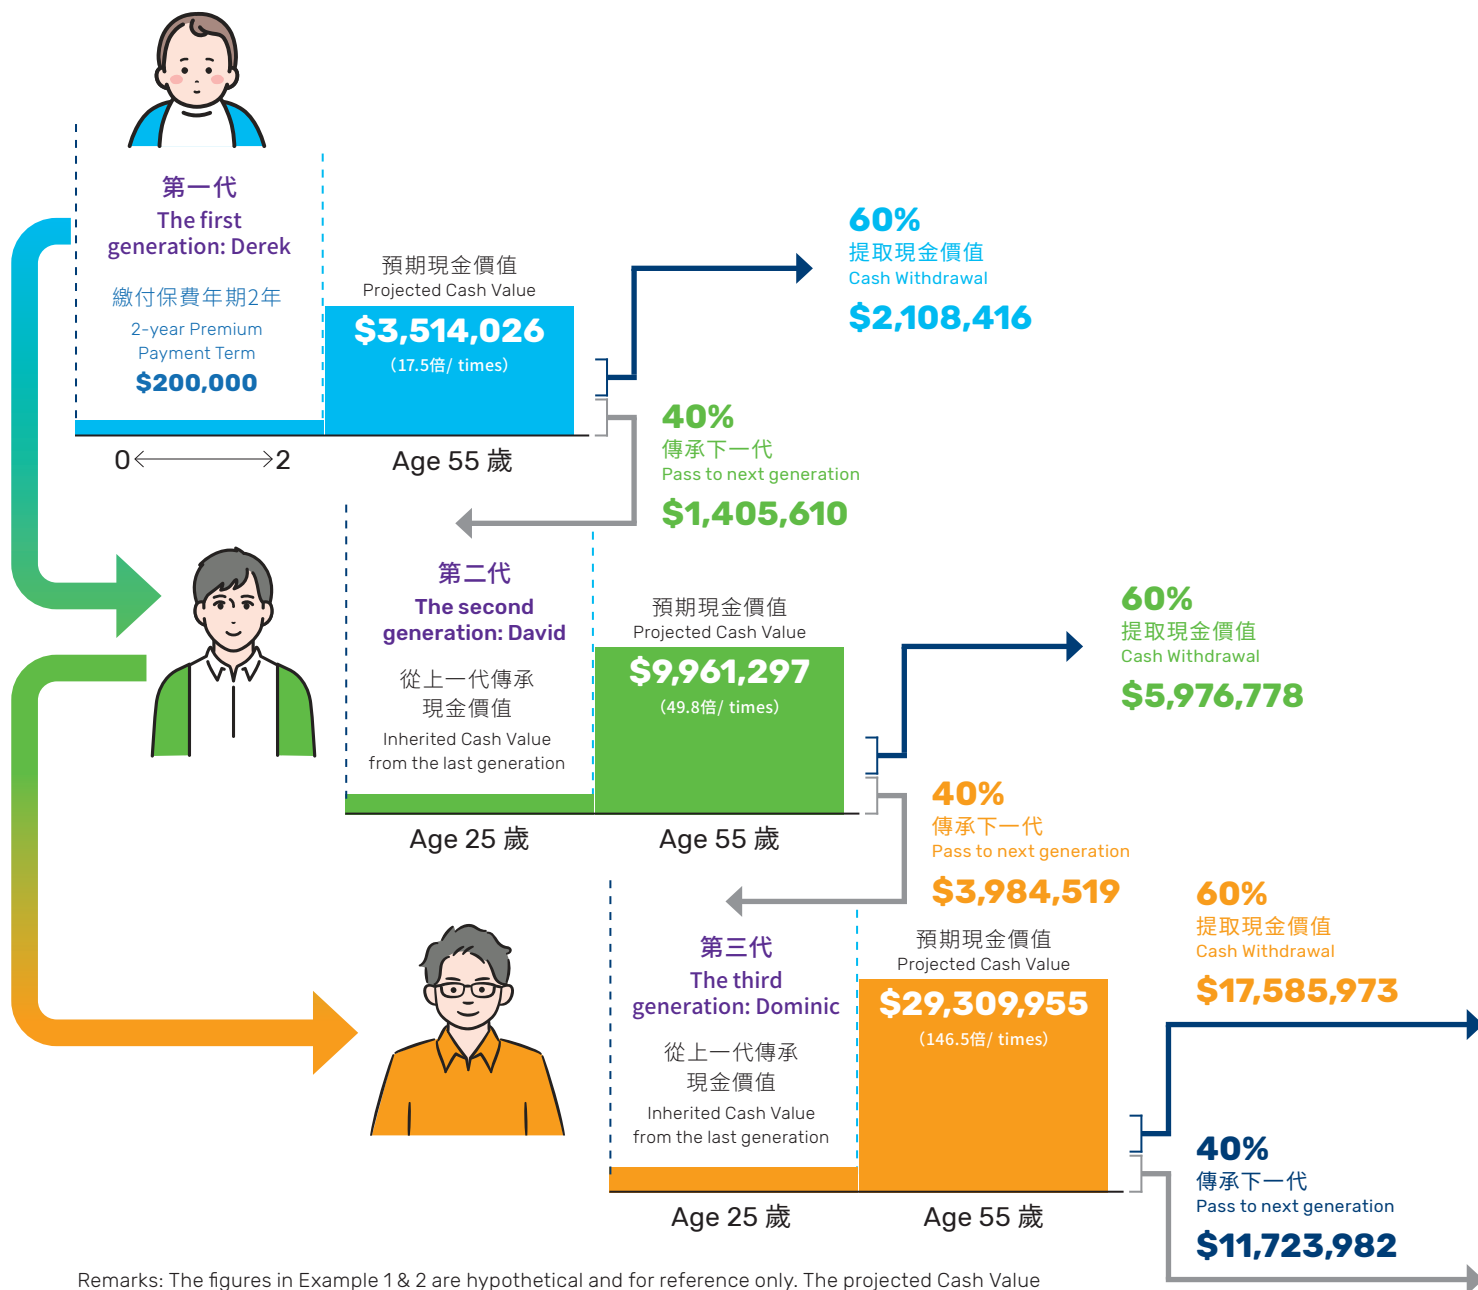 第一代
The first
generation: Derek
繳付保費年期2年
2-year Premium
Payment Term
$200,000
0
2
預期現金價值
Projected Cash Value
$3,514,026
(17.5倍/ times)
Age 55 歲
60%
提取現金價值
Cash Withdrawal
$2,108,416
40%
傳承下一代
Pass to next generation
$1,405,610
第二代
The second
generation: David
從上一代傳承
現金價值
Inherited Cash Value
from the last generation
Age 25 歲
預期現金價值
Projected Cash Value
$9,961,297
(49.8倍/ times)
Age 55 歲
60%
提取現金價值
Cash Withdrawal
$5,976,778
40%
傳承下一代
Pass to next generation
$3,984,519
第三代
The third
generation: Dominic
從上一代傳承
現金價值
Inherited Cash Value
from the last generation
Age 25 歲
預期現金價值
Projected Cash Value
$29,309,955
(146.5倍/ times)
Age 55 歲
60%
提取現金價值
Cash Withdrawal
$17,585,973
40%
傳承下一代
Pass to next generation
$11,723,982
Remarks: The figures in Example 1 & 2 are hypothetical and for reference only. The projected Cash Value